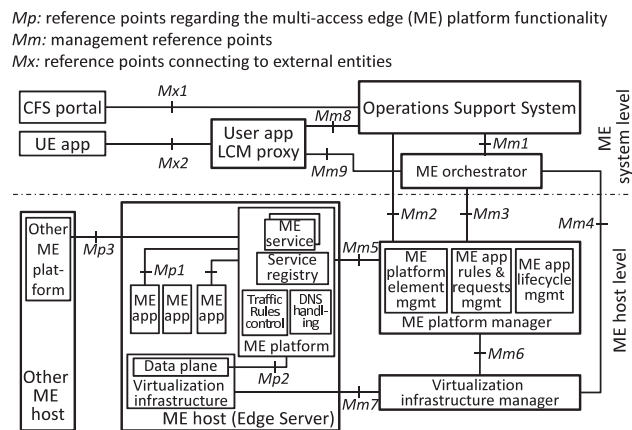 Mp: reference points regarding the multi-access edge (ME) platform functionality
Mm: management reference points
Mx: reference points connecting to external entities
CFS portal
Mx1
Operations Support System
UE app
Mx2
User app
LCM proxy
Mm8
Mm9
Mm1
ME orchestrator
ME
system level
Other
ME
plat-
form
Mp3
Other
ME host
Mp1
ME
app
ME
app
ME
app
ME
service
Service
registry
Traffic
Rules
control
DNS
handl-
ing
ME platform
Data plane
Virtualization
infrastructure
Mp2
ME host (Edge Server)
Mm5
Mm2
Mm3
Mm4
ME
platform
element
mgmt
ME app
rules &
requests
mgmt
ME app
lifecycle
mgmt
ME platform manager
Mm6
Mm7
Virtualization
infrastructure manager
ME host level